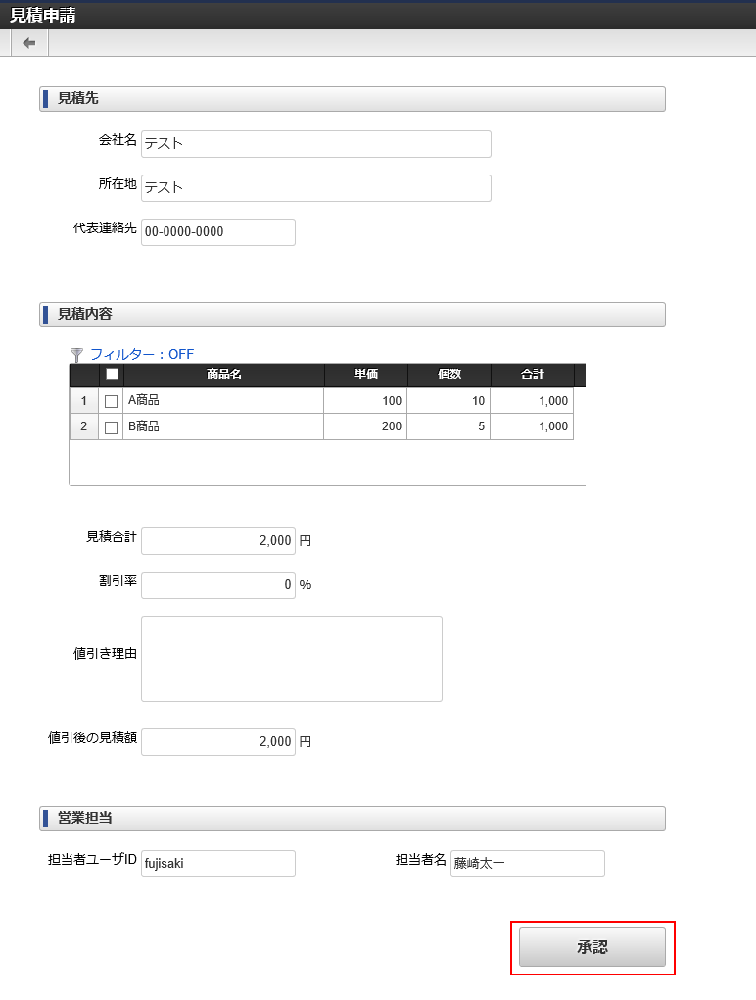 見積申請
見積先
会社名 テスト
所在地 テスト
代表連絡先 00-0000-0000
見積内容
フィルター：OFF
商品名 単価 個数 合計
1 A商品 100 10 1,000
2 B商品 200 5 1,000
見積合計 2,000 円
割引率 0 %
値引き理由
値引後の見積額 2,000 円
営業担当
担当者ユーザID fujisaki 担当者名 藤崎太一
承認